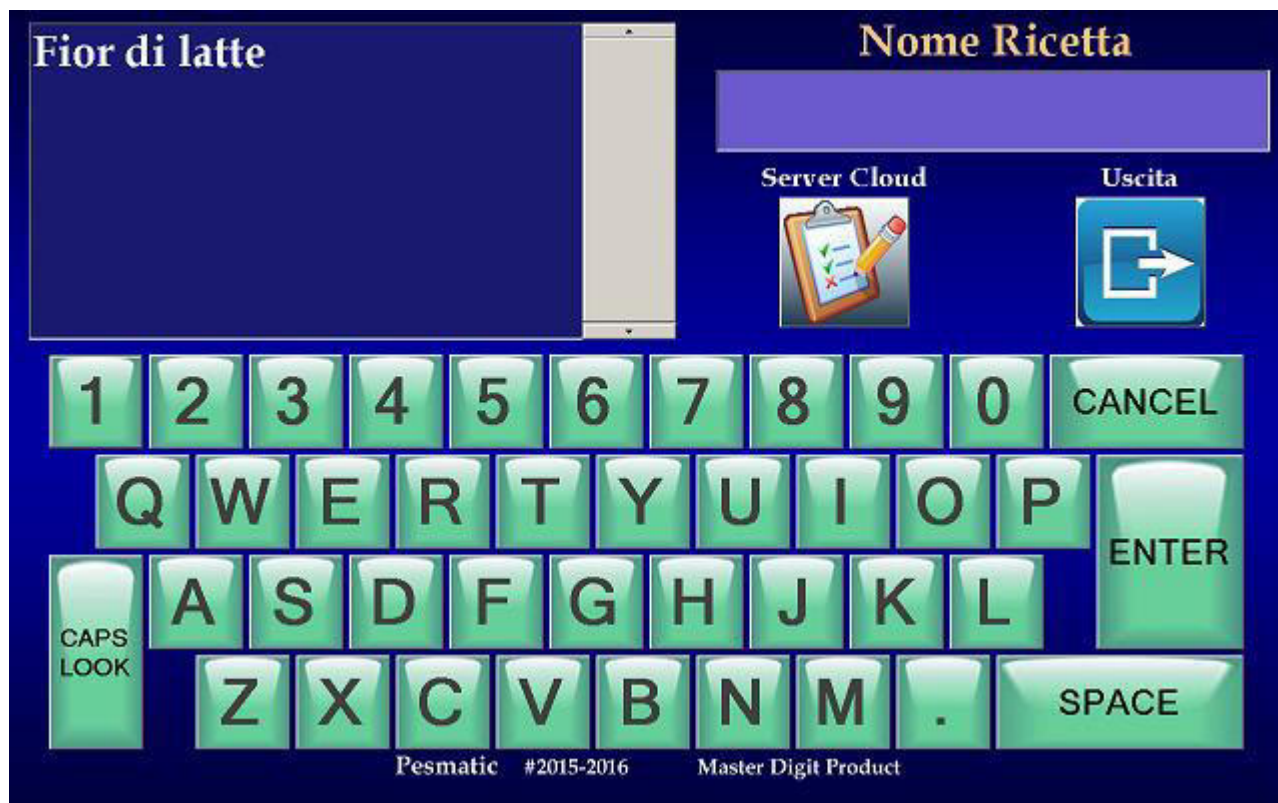 Fior di latte
Nome Ricetta
Server Cloud
Uscita
1 2 3 4 5 6 7 8 9 0 CANCEL
Q W E R T Y U I O P
ENTER
A S D F G H J K L
CAPS
LOOK
Z X C V B N M . SPACE
Pesmatic #2015-2016 Master Digit Product